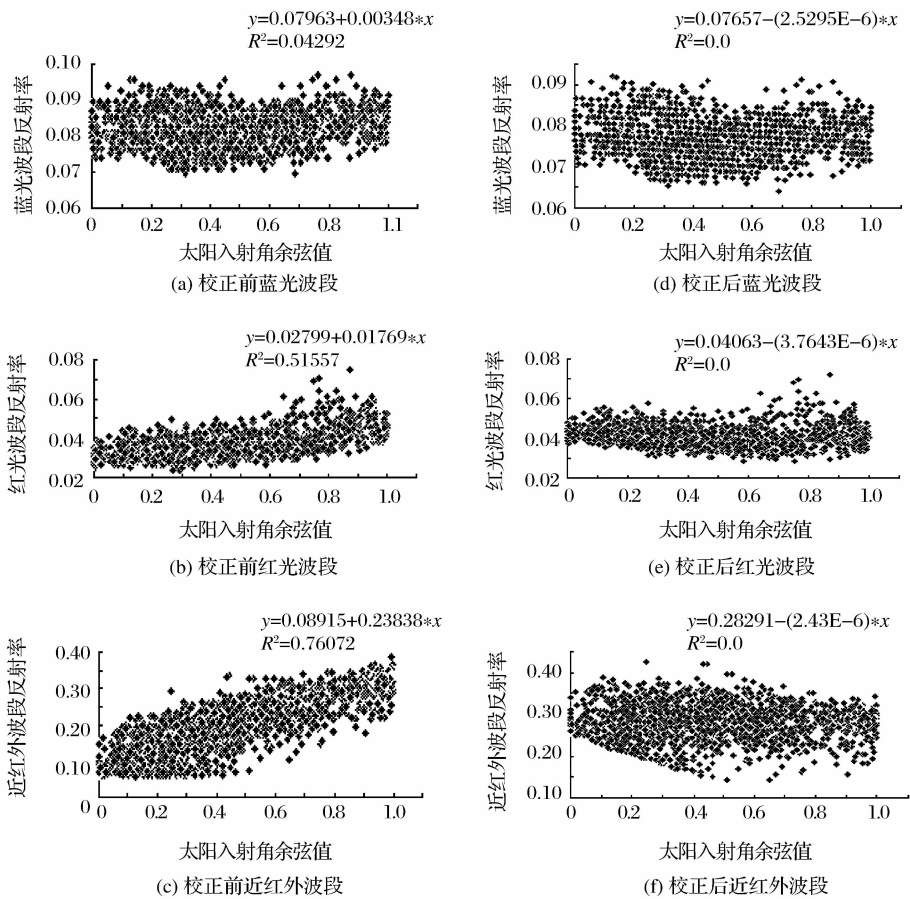 y=0.07963+0.00348*x
R²=0.04292
0.10
0.09
0.08
0.07
0.06
蓝光波段反射率
0 0.2 0.4 0.6 0.8 1.1
太阳入射角余弦值
(a) 校正前蓝光波段
y=0.07657-(2.5295E-6)*x
R²=0.0
0.09
0.08
0.07
0.06
蓝光波段反射率
0 0.2 0.4 0.6 0.8 1.0
太阳入射角余弦值
(d) 校正后蓝光波段
y=0.02799+0.01769*x
R²=0.51557
0.08
0.06
0.04
0.02
红光波段反射率
0 0.2 0.4 0.6 0.8 1.0
太阳入射角余弦值
(b) 校正前红光波段
y=0.04063-(3.7643E-6)*x
R²=0.0
0.08
0.06
0.04
0.02
红光波段反射率
0 0.2 0.4 0.6 0.8 1.0
太阳入射角余弦值
(e) 校正后红光波段
y=0.08915+0.23838*x
R²=0.76072
0.40
0.30
0.20
0.10
0
近红外波段反射率
0 0.2 0.4 0.6 0.8 1.0
太阳入射角余弦值
(c) 校正前近红外波段
y=0.28291-(2.43E-6)*x
R²=0.0
0.40
0.30
0.20
0.10
近红外波段反射率
0 0.2 0.4 0.6 0.8 1.0
太阳入射角余弦值
(f) 校正后近红外波段